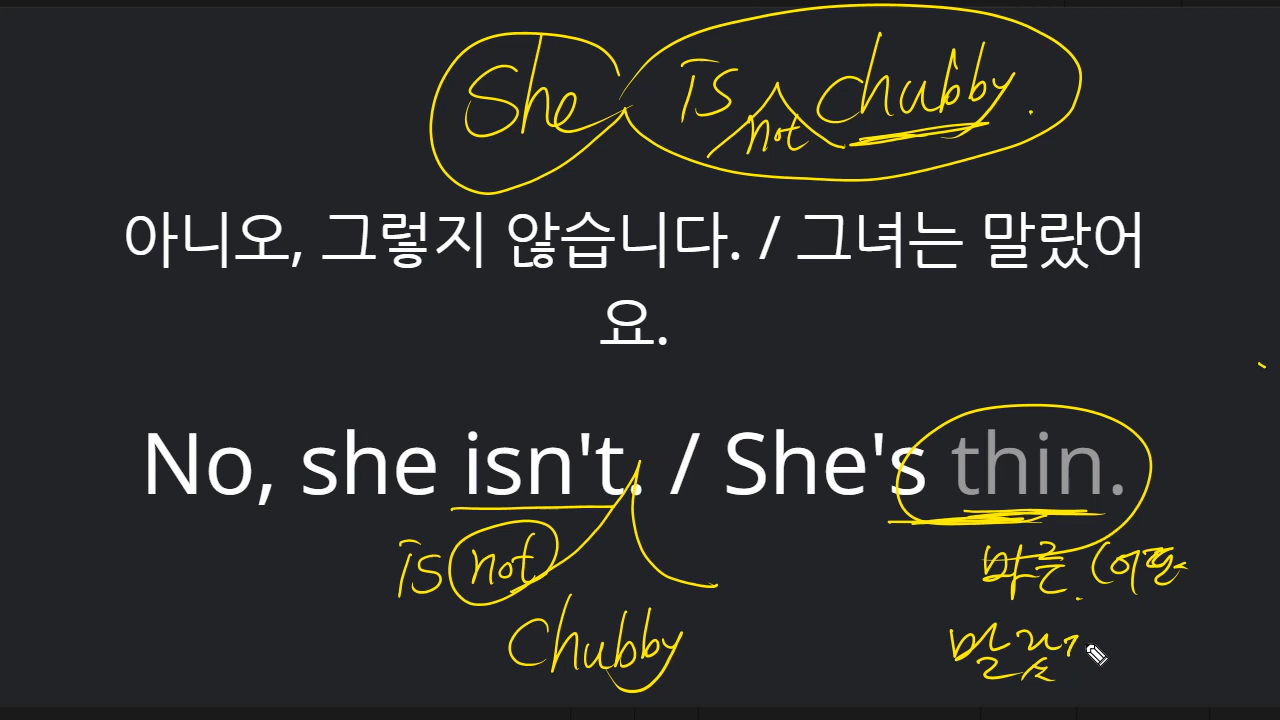 She is not chubby.
아니오, 그렇지 않습니다. / 그녀는 말랐어
요.
No, she isn't. / She's thin.
is not
마른
Chubby